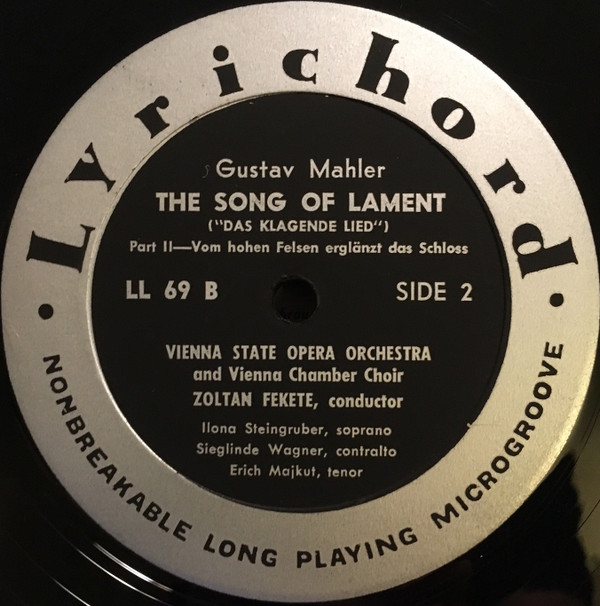 Lyrichord
Gustav Mahler
THE SONG OF LAMENT
("DAS KLAGENDE LIED")
Part II—Vom hohen Felsen erglänzt das Schloss
LL 69 B
SIDE 2
VIENNA STATE OPERA ORCHESTRA
and Vienna Chamber Choir
ZOLTAN FEKETE, conductor
Ilona Steingruber, soprano
Sieglinde Wagner, contralto
Erich Majkut, tenor
• NONBREAKABLE LONG PLAYING MICROGROOVE •